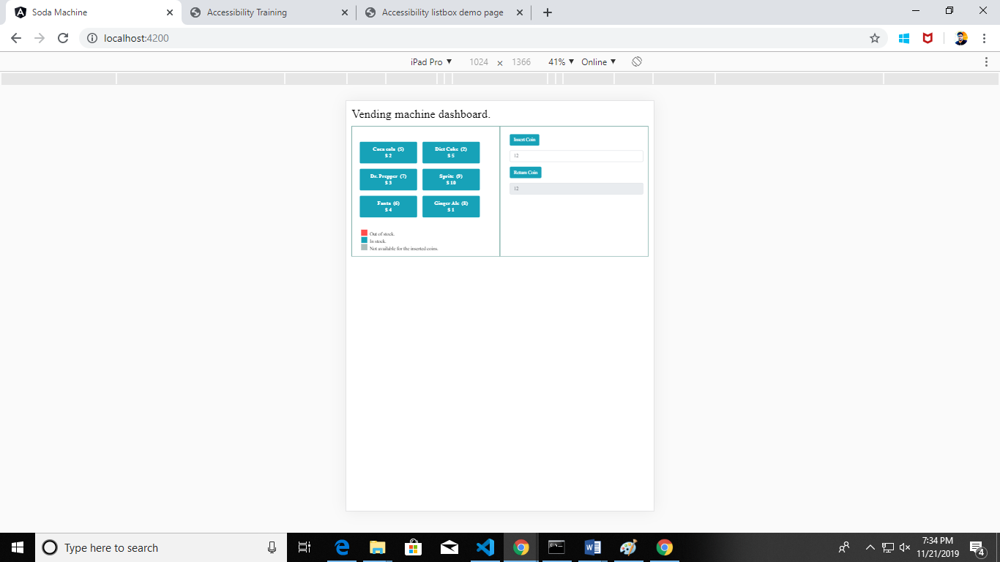 Soda Machine
Accessibility Training
Accessibility listbox demo page
localhost:4200
iPad Pro 1024 × 1366 41% Online
Vending machine dashboard.
Coca cola (5)
$ 2
Diet Coke (2)
$ 5
Dr. Prepper (7)
$ 3
Sprite (9)
$ 10
Fanta (6)
$ 4
Ginger Ale (8)
$ 1
Out of stock.
In stock.
Not available for the inserted coins.
Insert Coin
12
Return Coin
12
Type here to search
7:34 PM
11/21/2019
4